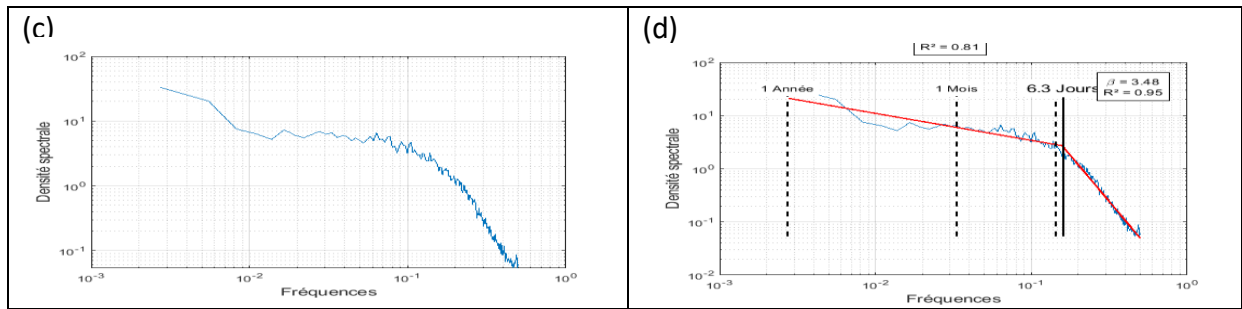 (c)
10²
10¹
10⁰
10⁻¹
Densité spectrale
10⁻³
10⁻²
10⁻¹
10⁰
Fréquences
(d)
R² = 0.81
β = 3.48
R² = 0.95
1 Année
1 Mois
6.3 Jours
10²
10¹
10⁰
10⁻¹
10⁻²
Densité spectrale
10⁻³
10⁻²
10⁻¹
10⁰
Fréquences